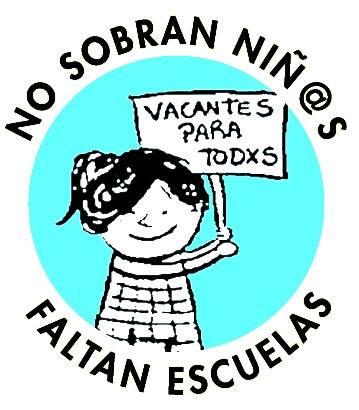 NO SOBRAN NIÑ@S
VACANTES
PARA
TODXS
FALTAN ESCUELAS